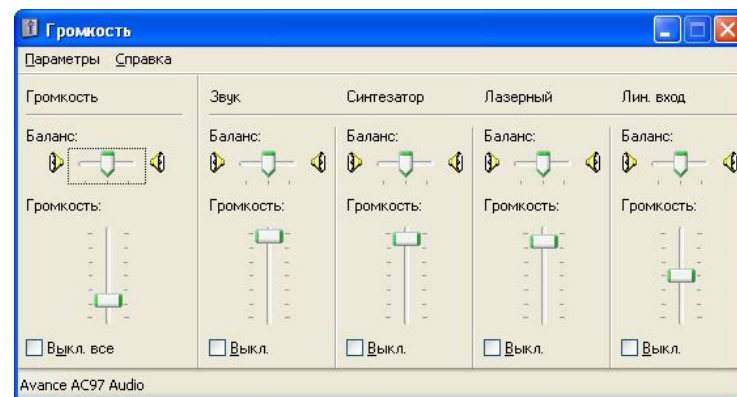 Громкость
Параметры Справка
Громкость Звук Синтезатор Лазерный Лин. вход
Баланс: Баланс: Баланс: Баланс: Баланс:
Громкость: Громкость: Громкость: Громкость: Громкость:
Выкл. все Выкл. Выкл. Выкл. Выкл.
Avance AC97 Audio